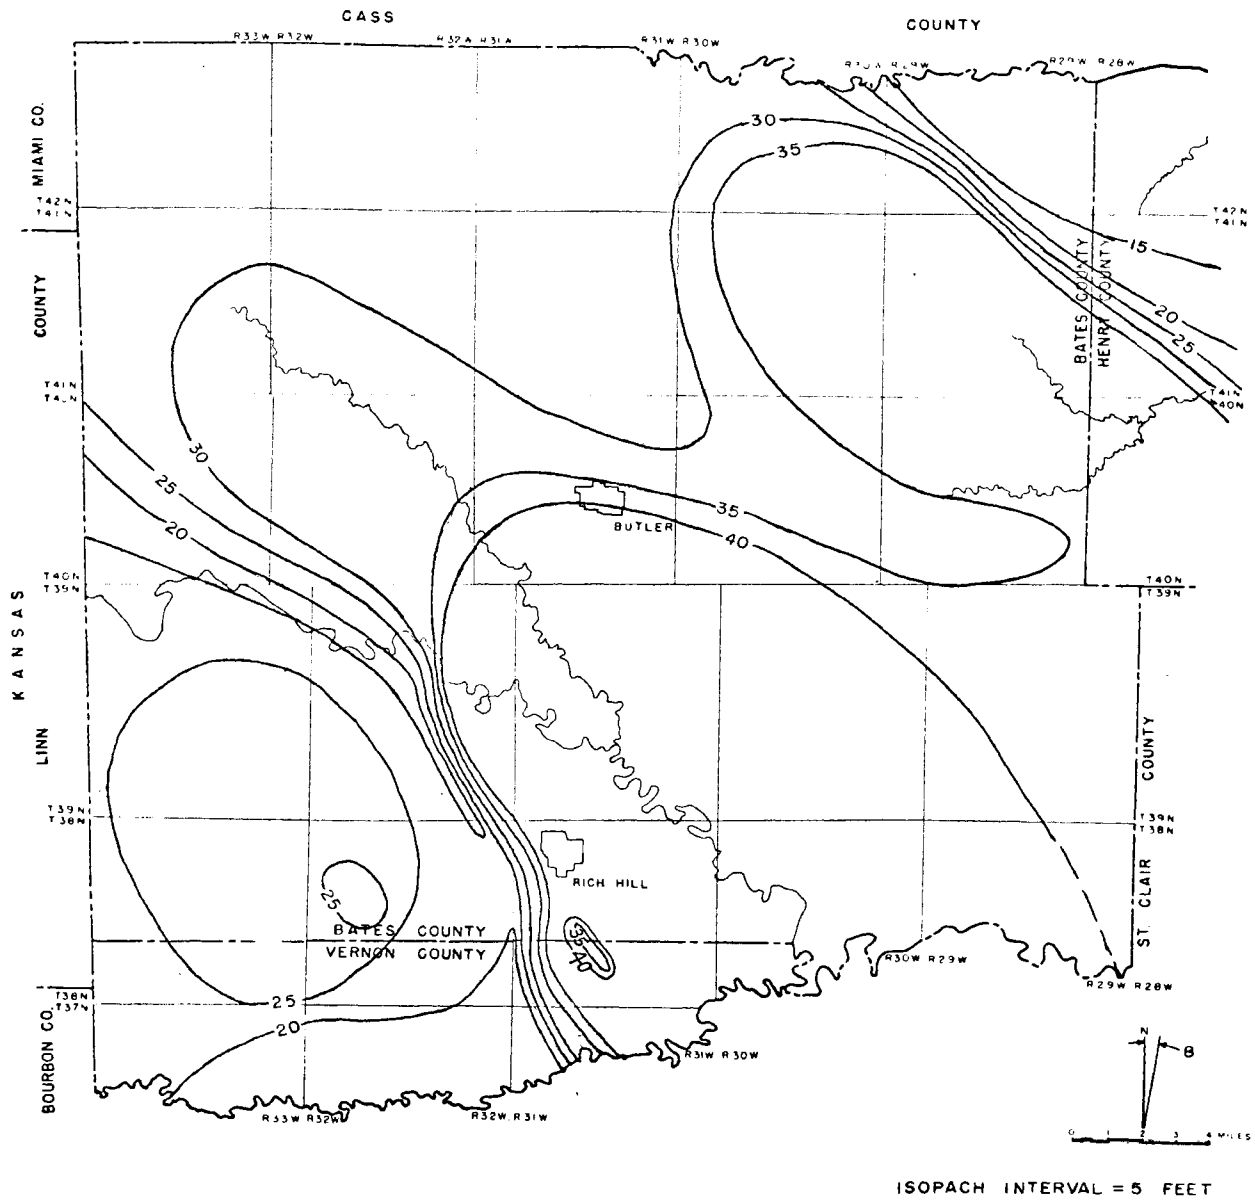 CASS
COUNTY
R33W R32W
R31W R30W
R29W R28W
MIAMI CO.
30
35
T42N
T41N
T42N
T41N
15
COUNTY
BATES COUNTY
HENRY COUNTY
20
25
T41N
T40N
T41N
T40N
30
25
20
35
40
BUTLER
T40N
T39N
T40N
T39N
KANSAS
LINN
COUNTY
T39N
T38N
T39N
T38N
RICH HILL
25
ST. CLAIR
BATES COUNTY
VERNON COUNTY
35
40
R30W R29W
R29W R28W
T38N
T37N
25
20
BOURBON CO.
R31W R30W
R33W R32W
R32W R31W
N
8
0 1 2 3 4 MILES
ISOPACH INTERVAL = 5 FEET